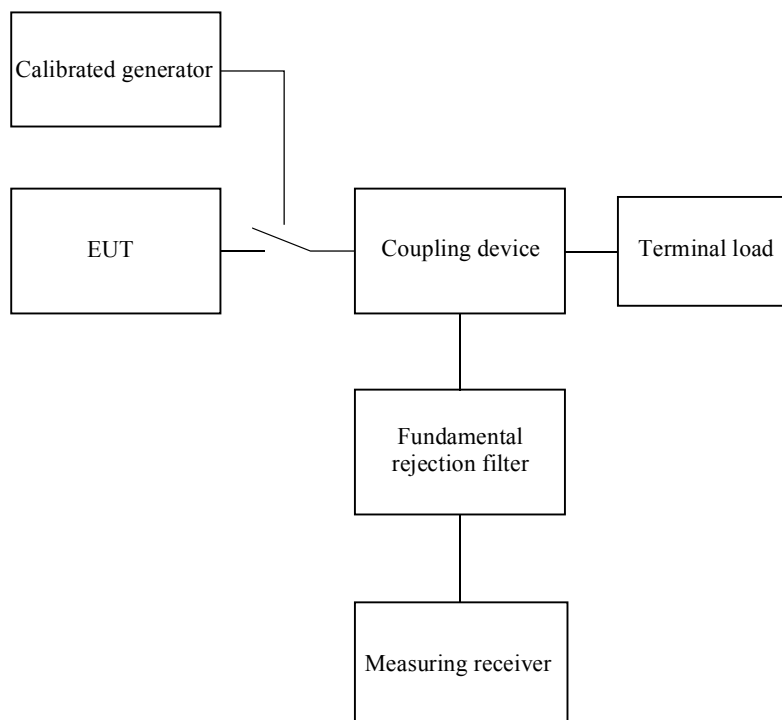 Calibrated generator
EUT
Coupling device
Terminal load
Fundamental
rejection filter
Measuring receiver